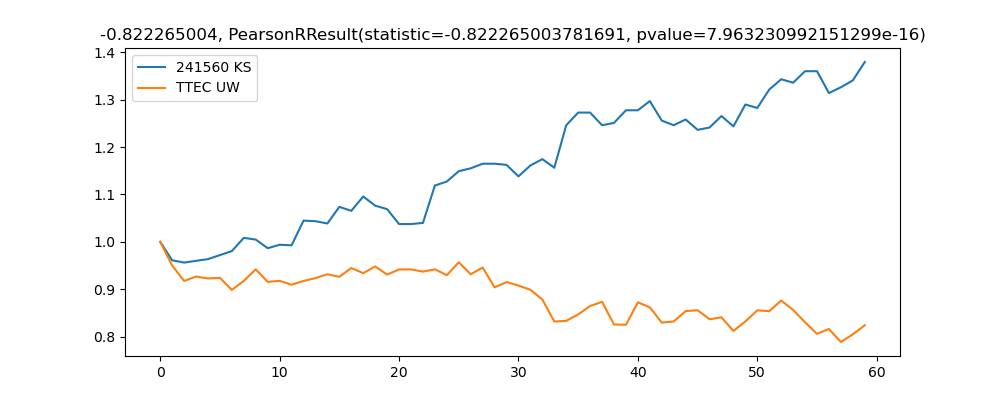 -0.822265004, PearsonRResult(statistic=-0.822265003781691, pvalue=7.963230992151299e-16)
241560 KS
TTEC UW
1.4
1.3
1.2
1.1
1.0
0.9
0.8
0 10 20 30 40 50 60